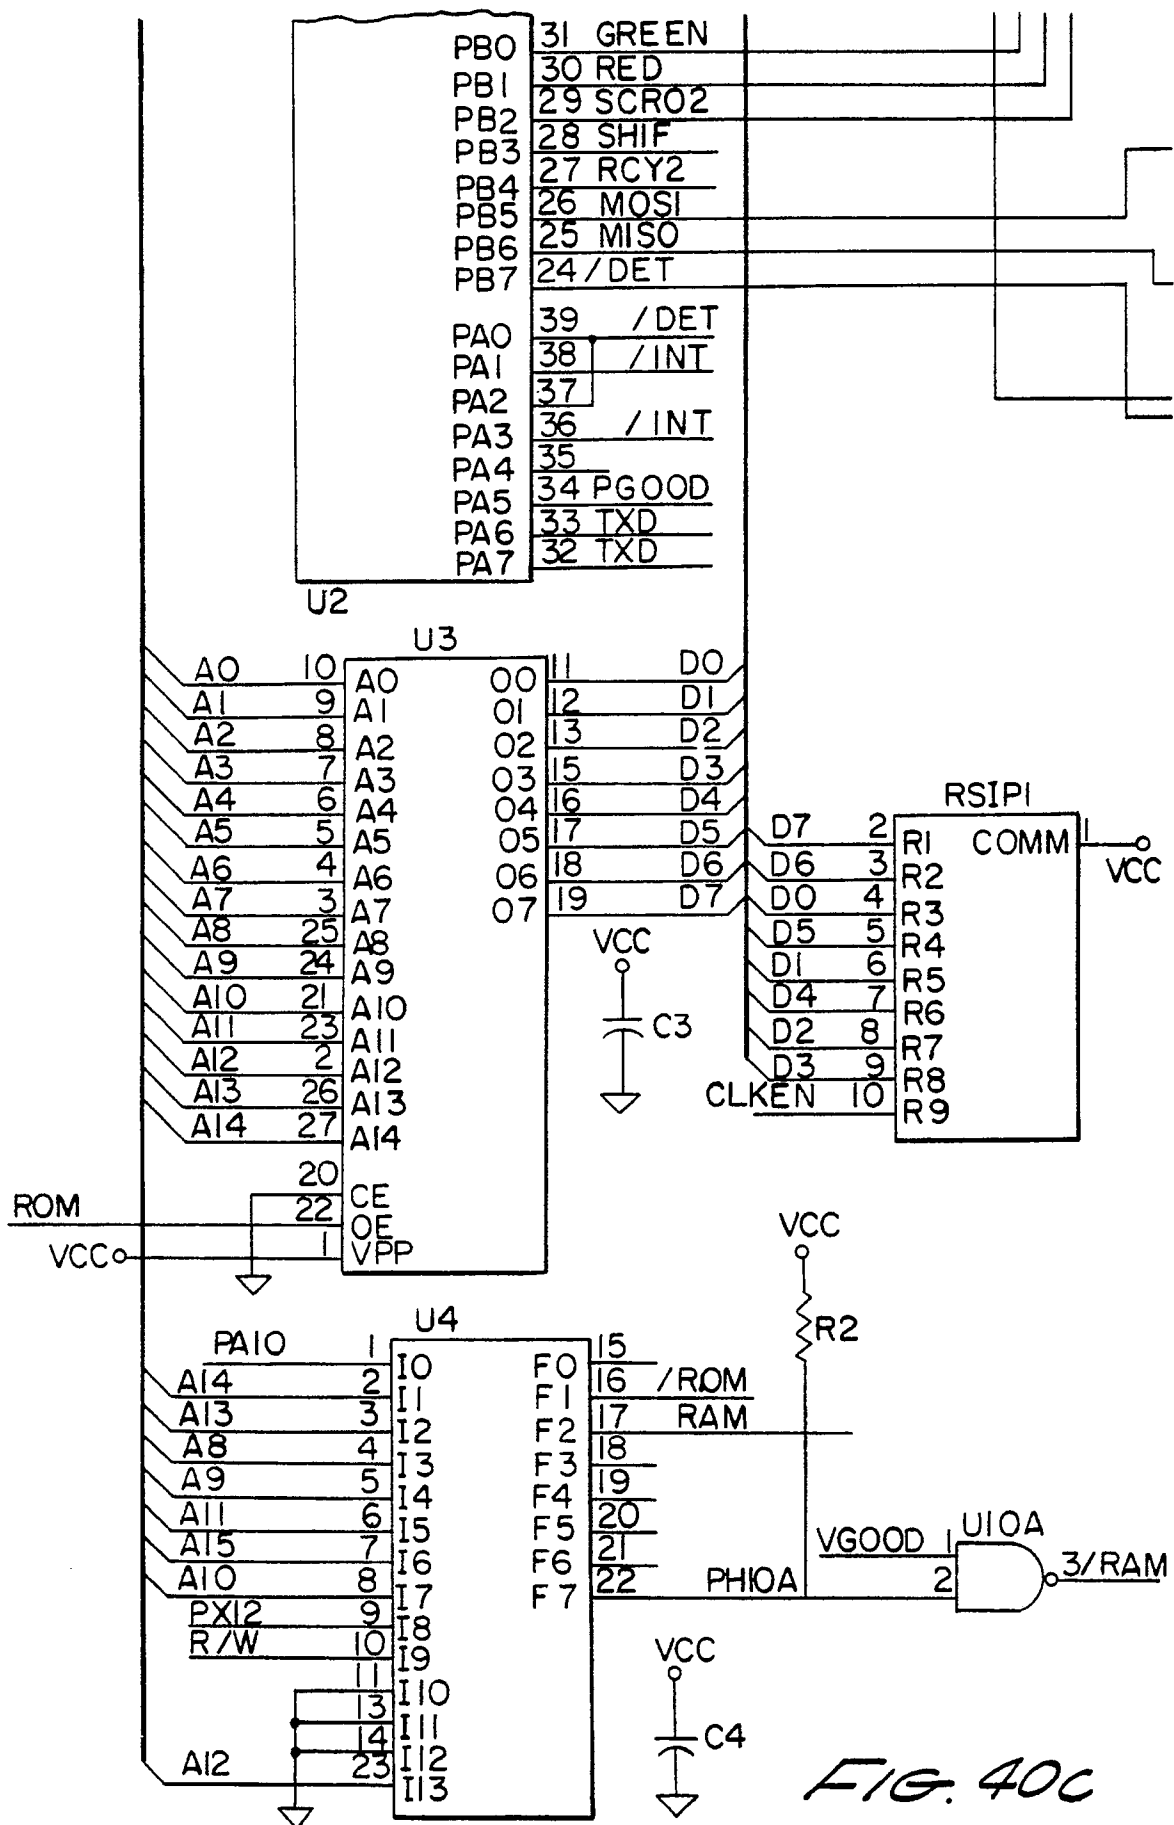 PB0 31 GREEN
PB1 30 RED
PB2 29 SCRO2
PB3 28 SHIF
PB4 27 RCY2
PB5 26 MOSI
PB6 25 MISO
PB7 24 /DET
PA0 39 /DET
PA1 38 /INT
PA2 37
PA3 36 /INT
PA4 35
PA5 34 PGOOD
PA6 33 TXD
PA7 32 TXD
U2
U3
A0 10 A0 O0 11 D0
A1 9 A1 O1 12 D1
A2 8 A2 O2 13 D2
A3 7 A3 O3 15 D3
A4 6 A4 O4 16 D4
A5 5 A5 O5 17 D5
A6 4 A6 O6 18 D6
A7 3 A7 O7 19 D7
A8 25 A8
A9 24 A9
A10 21 A10
A11 23 A11
A12 2 A12
A13 26 A13
A14 27 A14
20 CE
ROM 22 OE
VCC 1 VPP
VCC
C3
RSIP1
D7 2 R1 COMM 1
VCC
D6 3 R2
D0 4 R3
D5 5 R4
D1 6 R5
D4 7 R6
D2 8 R7
D3 9 R8
CLKEN 10 R9
VCC
R2
U4
PA10 1 I0 F0 15
A14 2 I1 F1 16 /ROM
A13 3 I2 F2 17 RAM
A8 4 I3 F3 18
A9 5 I4 F4 19
A11 6 I5 F5 20
A15 7 I6 F6 21
A10 8 I7 F7 22 PH10A
PX12 9 I8
R/W 10 I9
11 I10
13 I11
14 I12
A12 23 I13
U10A
VGOOD 1
2
3/RAM
VCC
C4
FIG. 40C